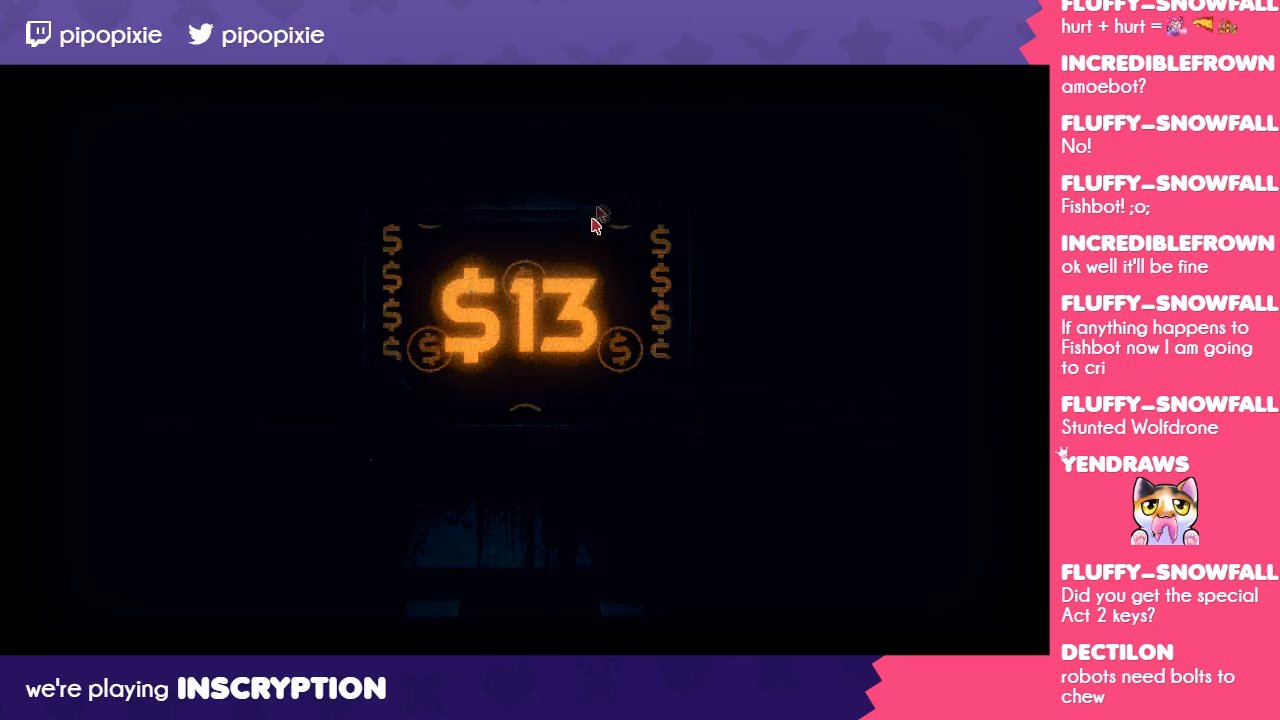 pipopixie pipopixie
$ $
$ $
$13
$ $
$ $
$ $
we're playing INSCRYPTION
FLUFFY-SNOWFALL
hurt + hurt =
INCREDIBLEFROWN
amoebot?
FLUFFY-SNOWFALL
No!
FLUFFY-SNOWFALL
Fishbot! ;o;
INCREDIBLEFROWN
ok well it'll be fine
FLUFFY-SNOWFALL
If anything happens to
Fishbot now I am going
to cri
FLUFFY-SNOWFALL
Stunted Wolfdrone
YENDRAWS
FLUFFY-SNOWFALL
Did you get the special
Act 2 keys?
DECTILON
robots need bolts to
chew